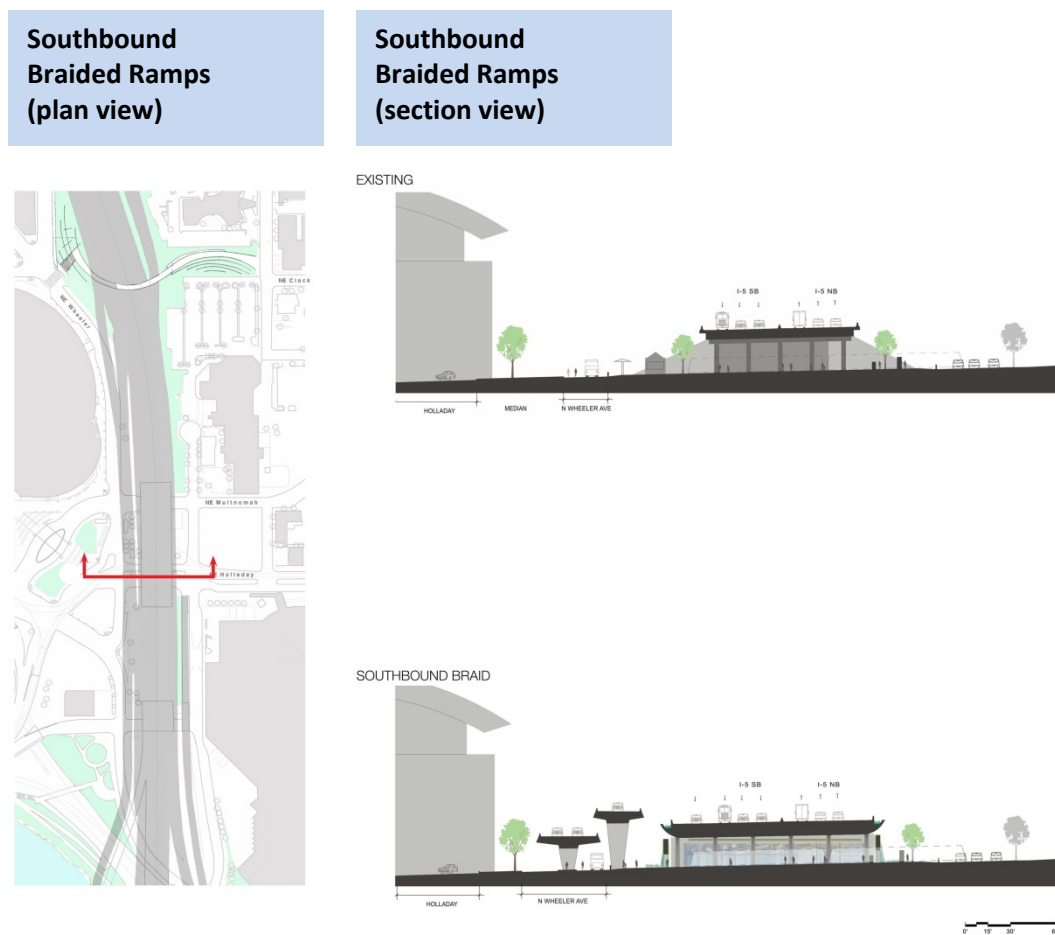 Southbound
Braided Ramps
(plan view)
Southbound
Braided Ramps
(section view)
EXISTING
I-5 SB
I-5 NB
HOLLADAY
MEDIAN
N WHEELER AVE
NE Wheeler
NE Clack
NE Multnomah
Holladay
SOUTHBOUND BRAID
I-5 SB
I-5 NB
HOLLADAY
N WHEELER AVE
0' 15' 30'